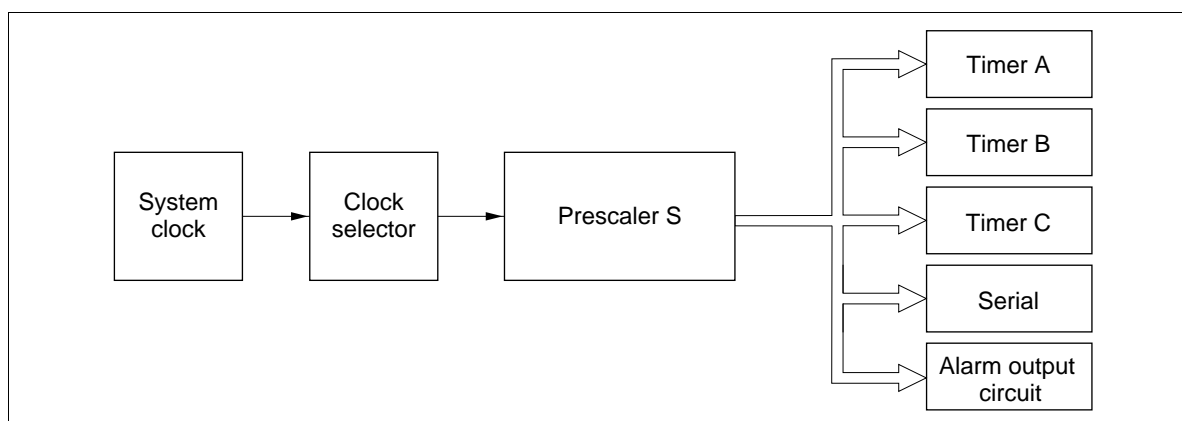 System
clock
Clock
selector
Prescaler S
Timer A
Timer B
Timer C
Serial
Alarm output
circuit